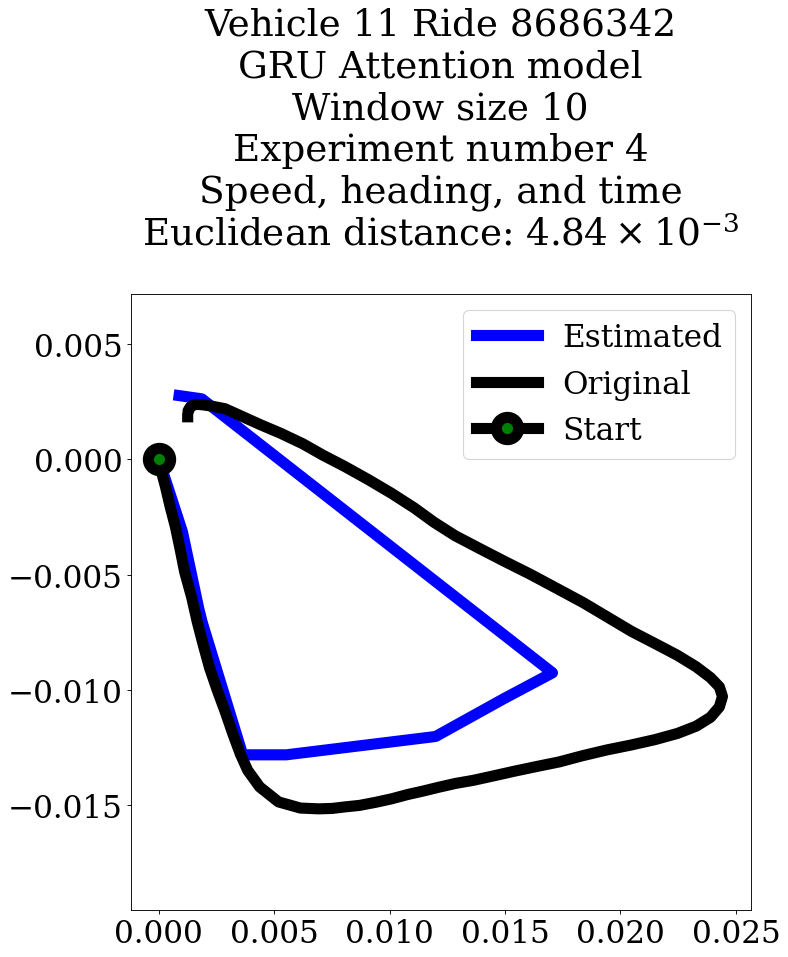 Vehicle 11 Ride 8686342
GRU Attention model
Window size 10
Experiment number 4
Speed, heading, and time
Euclidean distance: 4.84 × 10⁻³
Estimated
Original
Start
0.005
0.000
−0.005
−0.010
−0.015
0.000 0.005 0.010 0.015 0.020 0.025